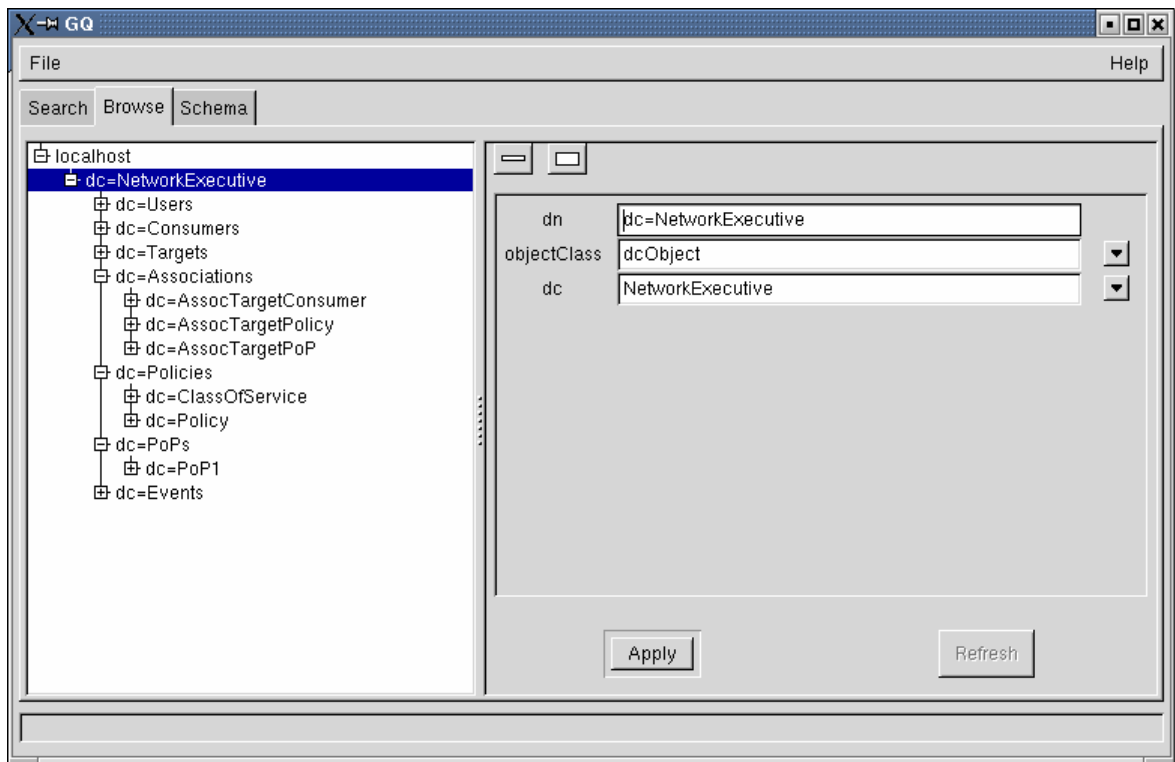 GQ
File Help
Search Browse Schema
localhost
dc=NetworkExecutive
dc=Users
dc=Consumers
dc=Targets
dc=Associations
dc=AssocTargetConsumer
dc=AssocTargetPolicy
dc=AssocTargetPoP
dc=Policies
dc=ClassOfService
dc=Policy
dc=PoPs
dc=PoP1
dc=Events
dn dc=NetworkExecutive
objectClass dcObject
dc NetworkExecutive
Apply Refresh